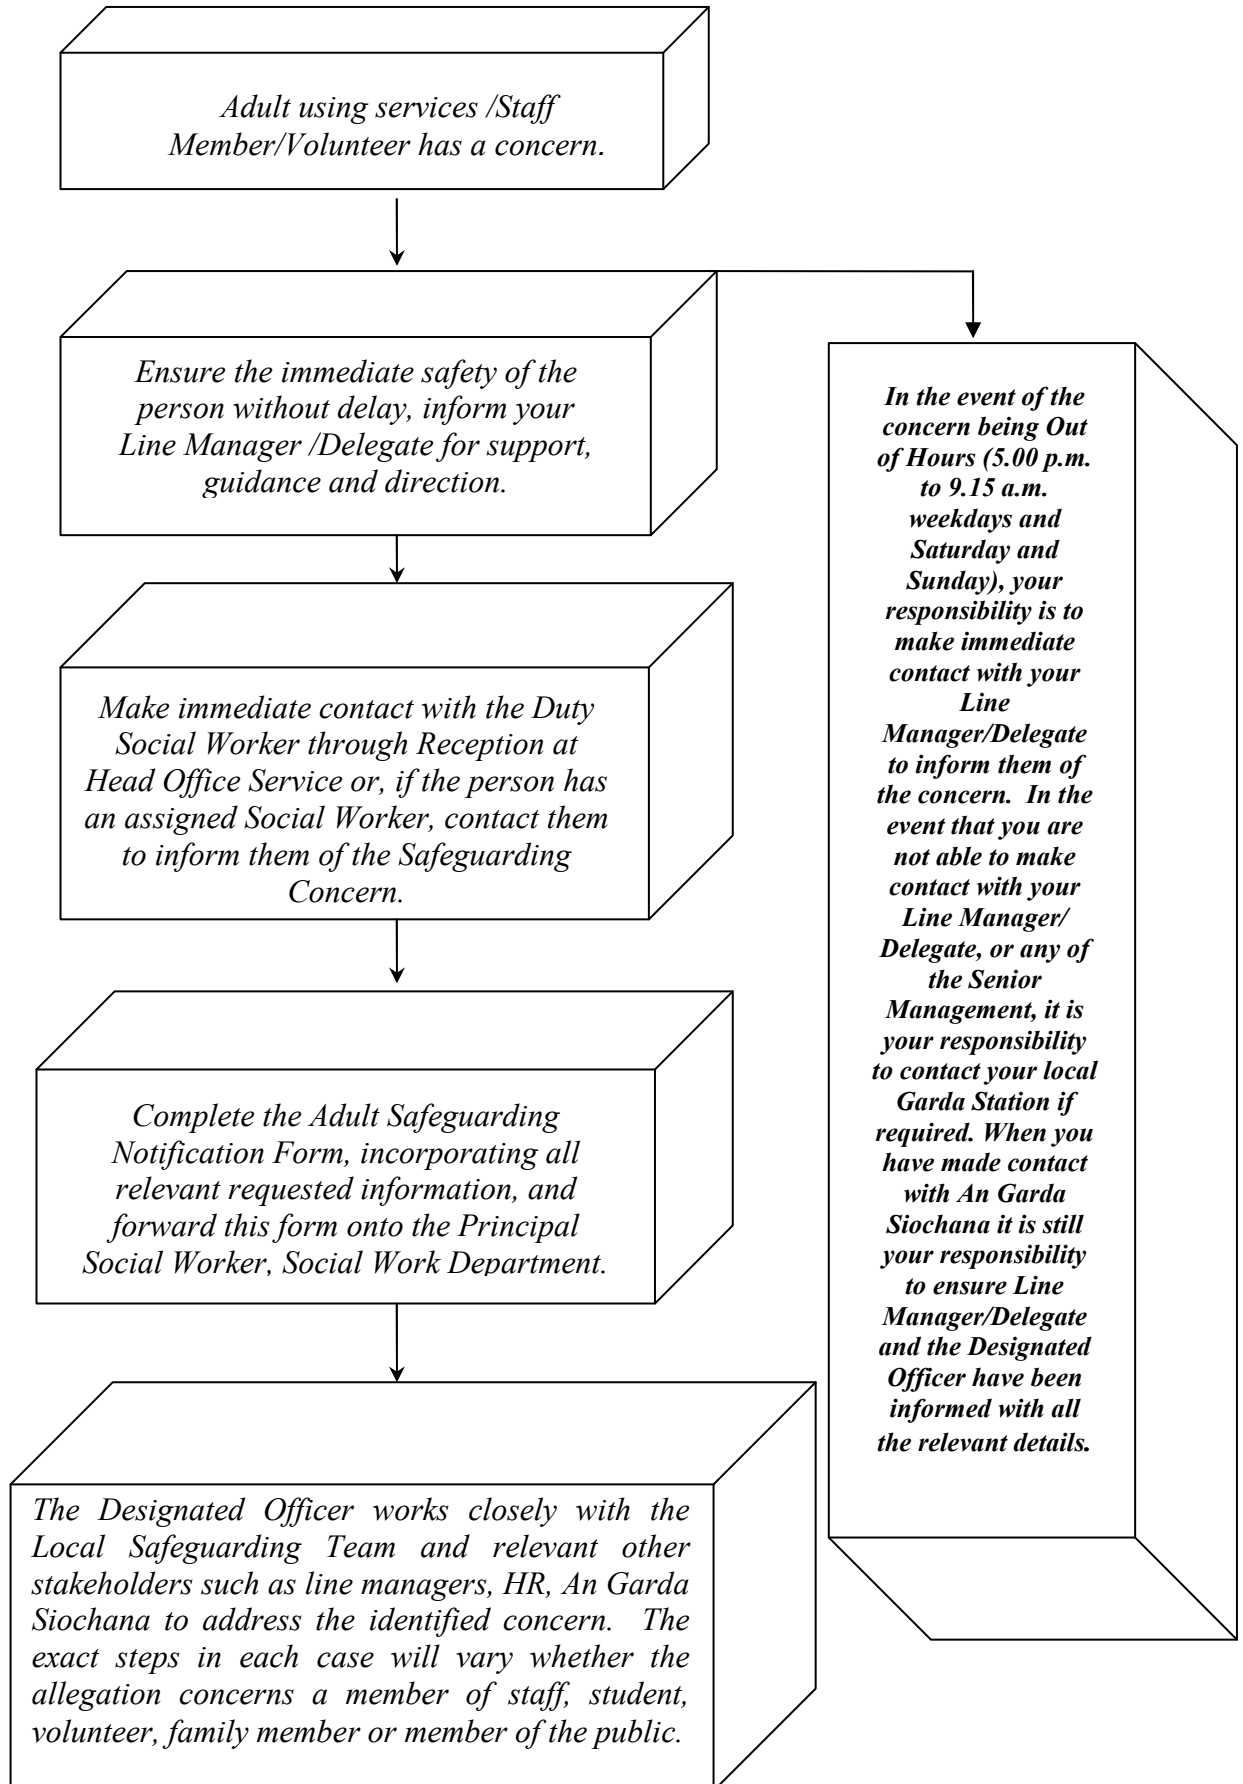 Adult using services /Staff
Member/Volunteer has a concern.
Ensure the immediate safety of the
person without delay, inform your
Line Manager /Delegate for support,
guidance and direction.
Make immediate contact with the Duty
Social Worker through Reception at
Head Office Service or, if the person has
an assigned Social Worker, contact them
to inform them of the Safeguarding
Concern.
Complete the Adult Safeguarding
Notification Form, incorporating all
relevant requested information, and
forward this form onto the Principal
Social Worker, Social Work Department.
The Designated Officer works closely with the
Local Safeguarding Team and relevant other
stakeholders such as line managers, HR, An Garda
Siochana to address the identified concern. The
exact steps in each case will vary whether the
allegation concerns a member of staff, student,
volunteer, family member or member of the public.
In the event of the
concern being Out
of Hours (5.00 p.m.
to 9.15 a.m.
weekdays and
Saturday and
Sunday), your
responsibility is to
make immediate
contact with your
Line
Manager/Delegate
to inform them of
the concern. In the
event that you are
not able to make
contact with your
Line Manager/
Delegate, or any of
the Senior
Management, it is
your responsibility
to contact your local
Garda Station if
required. When you
have made contact
with An Garda
Siochana it is still
your responsibility
to ensure Line
Manager/Delegate
and the Designated
Officer have been
informed with all
the relevant details.